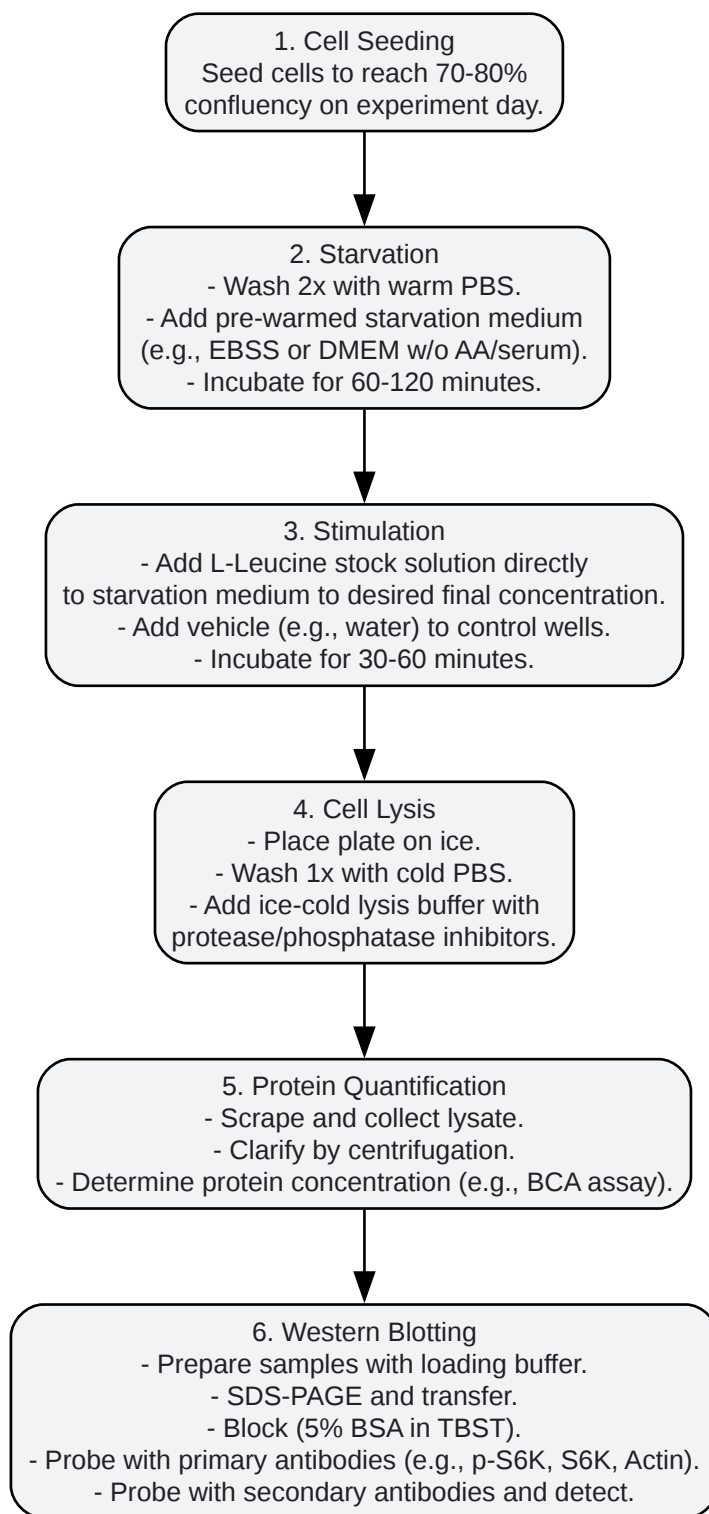 1. Cell Seeding
Seed cells to reach 70-80%
confluency on experiment day.
2. Starvation
- Wash 2x with warm PBS.
- Add pre-warmed starvation medium
(e.g., EBSS or DMEM w/o AA/serum).
- Incubate for 60-120 minutes.
3. Stimulation
- Add L-Leucine stock solution directly
to starvation medium to desired final concentration.
- Add vehicle (e.g., water) to control wells.
- Incubate for 30-60 minutes.
4. Cell Lysis
- Place plate on ice.
- Wash 1x with cold PBS.
- Add ice-cold lysis buffer with
protease/phosphatase inhibitors.
5. Protein Quantification
- Scrape and collect lysate.
- Clarify by centrifugation.
- Determine protein concentration (e.g., BCA assay).
6. Western Blotting
- Prepare samples with loading buffer.
- SDS-PAGE and transfer.
- Block (5% BSA in TBST).
- Probe with primary antibodies (e.g., p-S6K, S6K, Actin).
- Probe with secondary antibodies and detect.